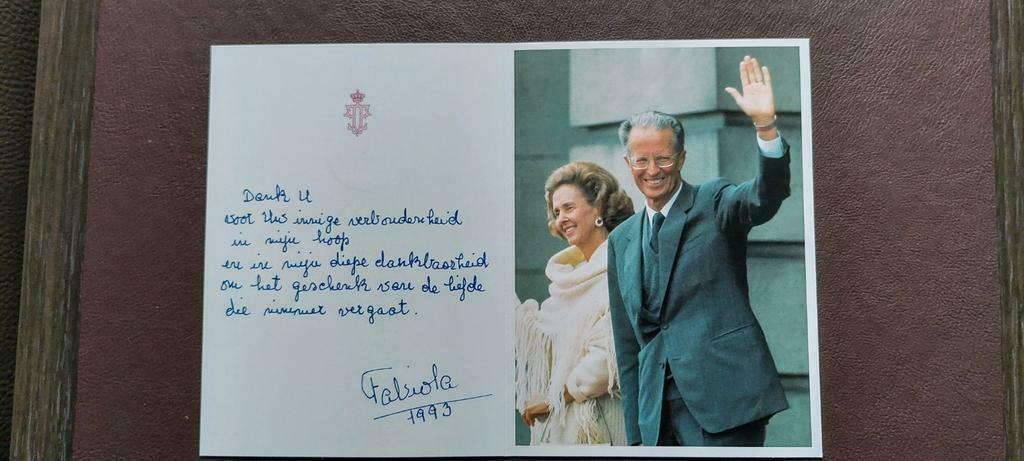 Dank U
voor Uw innige verbondenheid
in mijn hoop
en in mijn diepe dankbaarheid
om het geschenk van de liefde
die nimmer vergaat.
Fabiola
1993